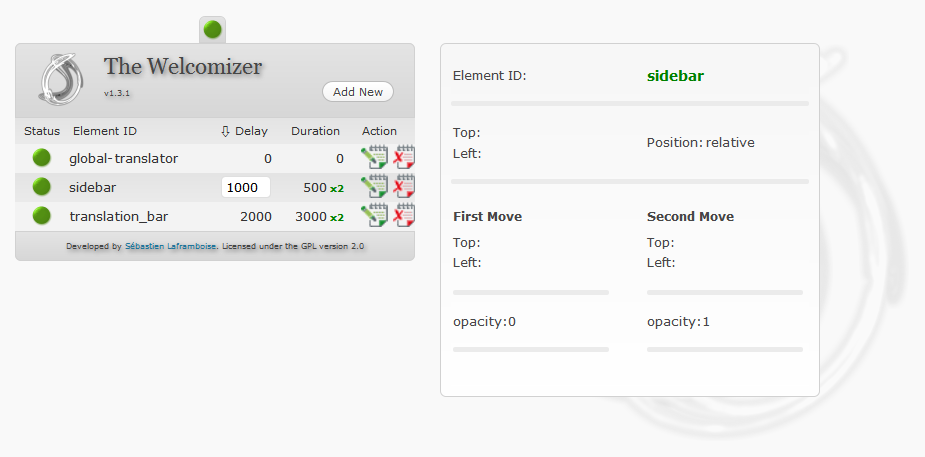 The Welcomizer
v1.3.1
Add New
Status Element ID ⇩ Delay Duration Action
global-translator 0 0
sidebar 1000 500 x2
translation_bar 2000 3000 x2
Developed by Sébastien Laframboise. Licensed under the GPL version 2.0
Element ID: sidebar
Top:
Left:
Position: relative
First Move Second Move
Top: Top:
Left: Left:
opacity:0 opacity:1